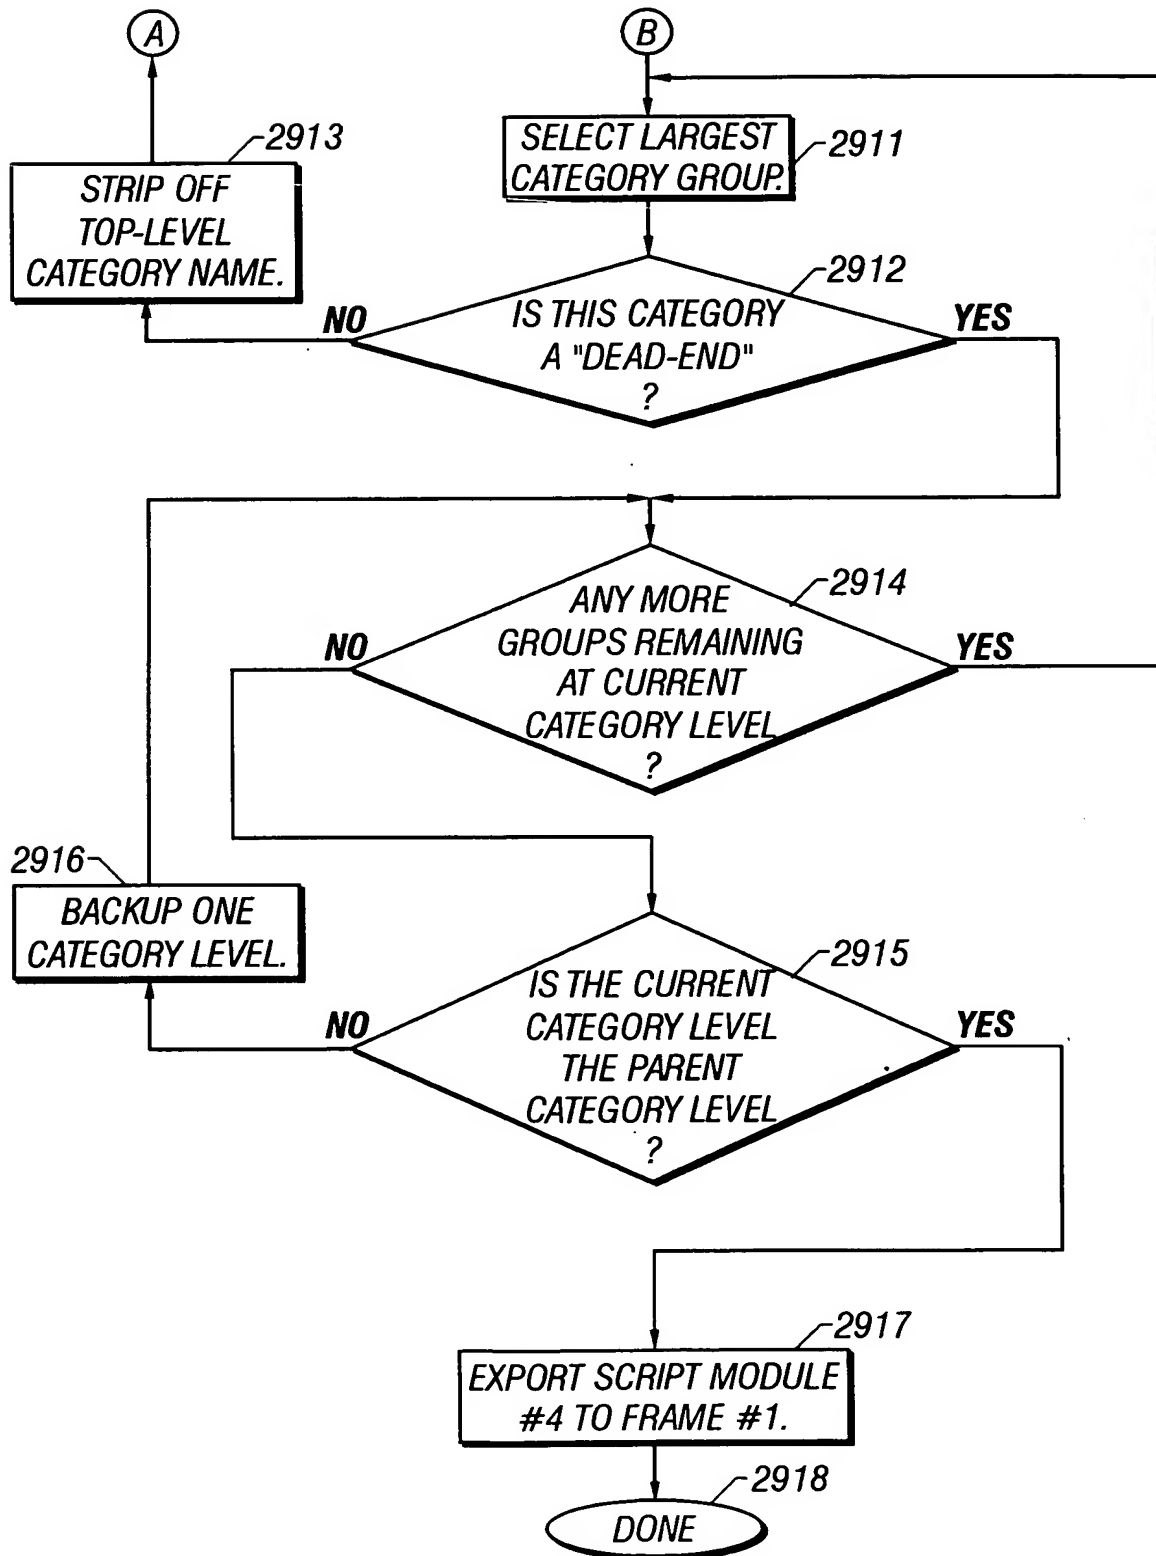 A
B
2913
STRIP OFF
TOP-LEVEL
CATEGORY NAME.
SELECT LARGEST
CATEGORY GROUP.
2911
2912
NO
IS THIS CATEGORY
A "DEAD-END"
?
YES
2914
NO
ANY MORE
GROUPS REMAINING
AT CURRENT
CATEGORY LEVEL
?
YES
2916
BACKUP ONE
CATEGORY LEVEL.
2915
NO
IS THE CURRENT
CATEGORY LEVEL
THE PARENT
CATEGORY LEVEL
?
YES
2917
EXPORT SCRIPT MODULE
#4 TO FRAME #1.
2918
DONE